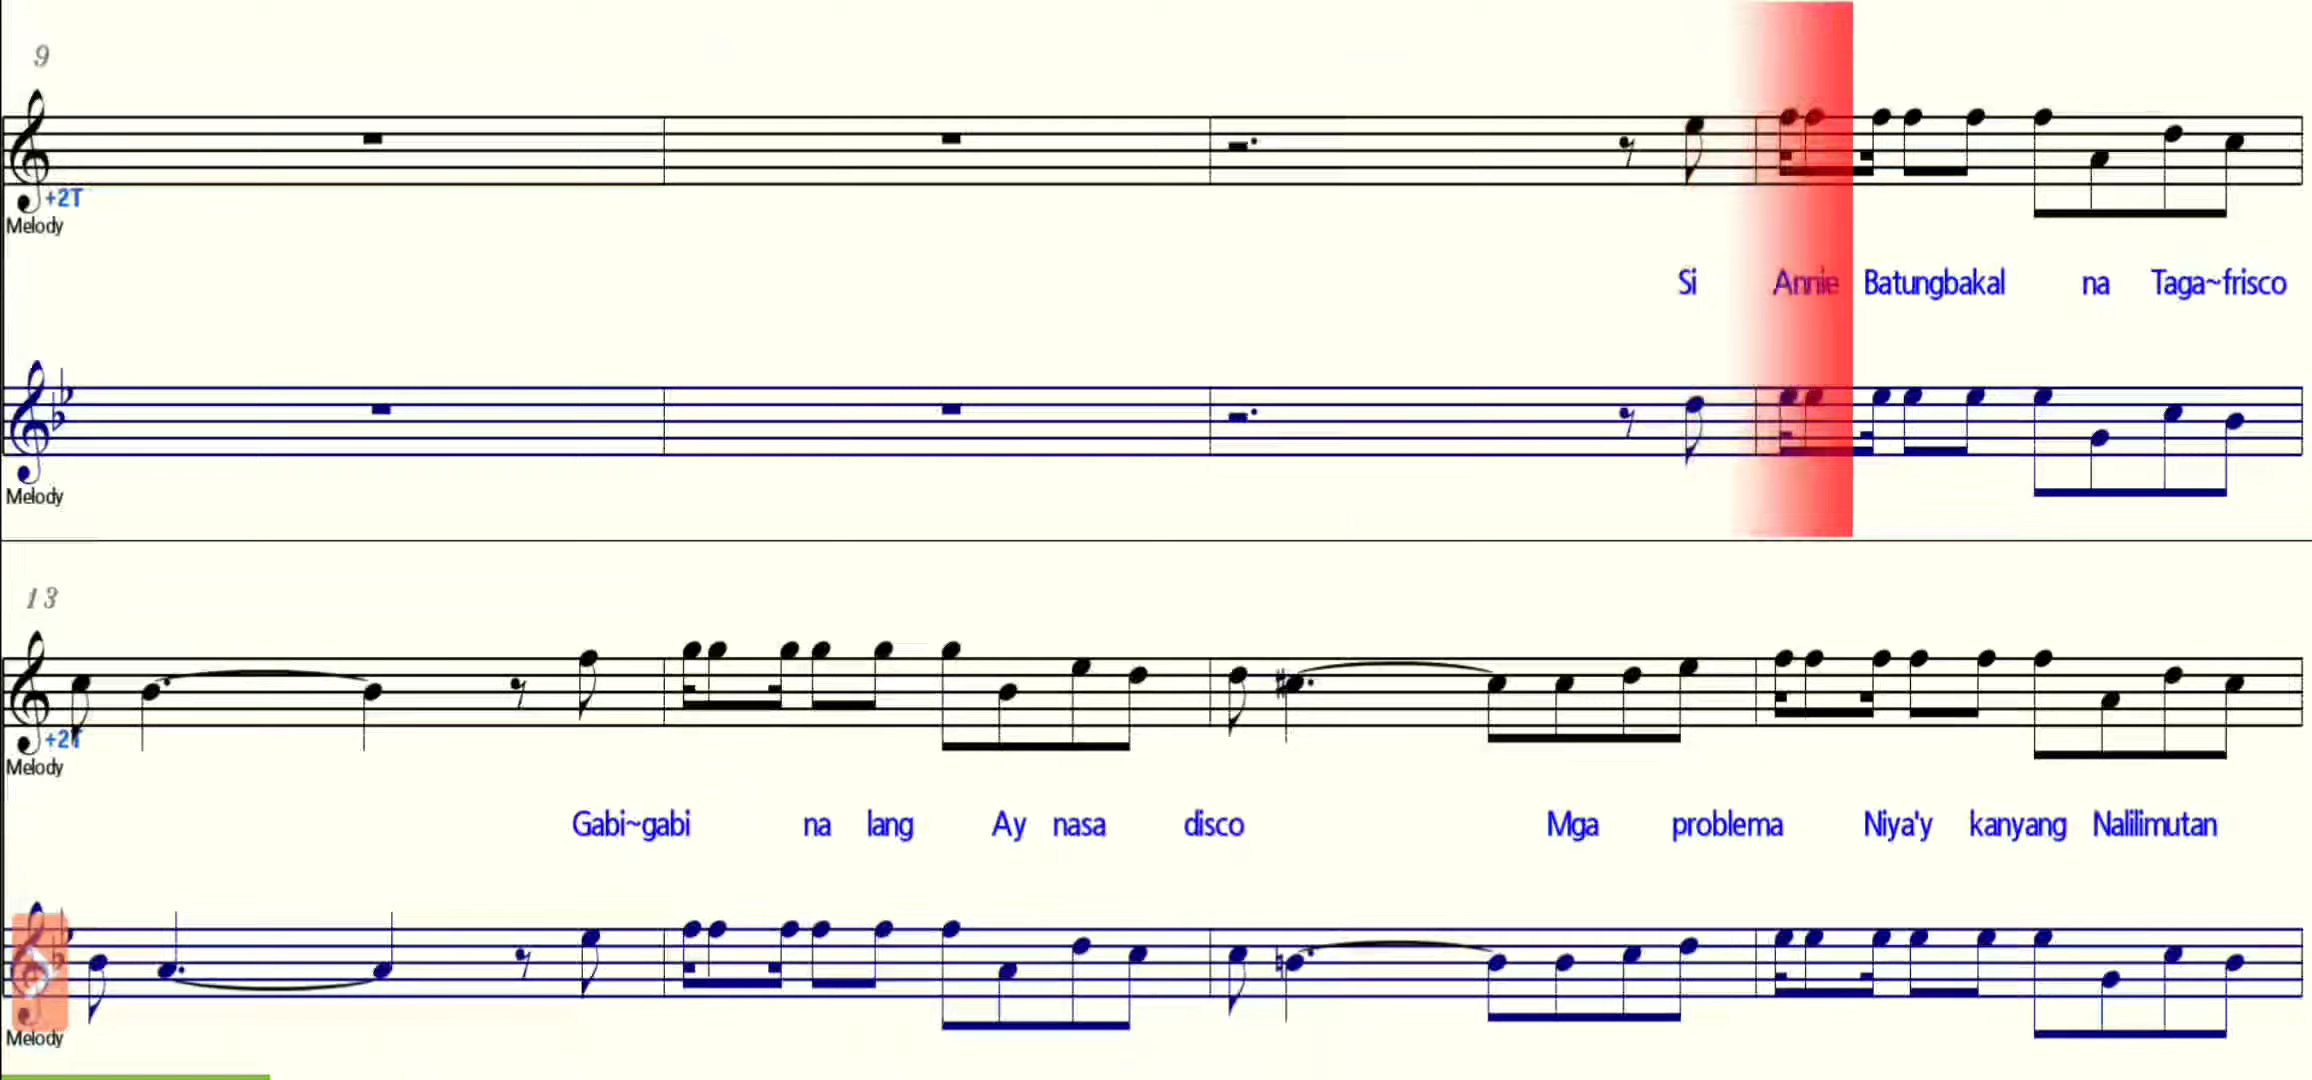 9
+2T
Melody
Si Annie Batungbakal na Taga~frisco
Melody
13
+2T
Melody
Gabi~gabi na lang Ay nasa disco Mga problema Niya'y kanyang Nalilimutan
Melody